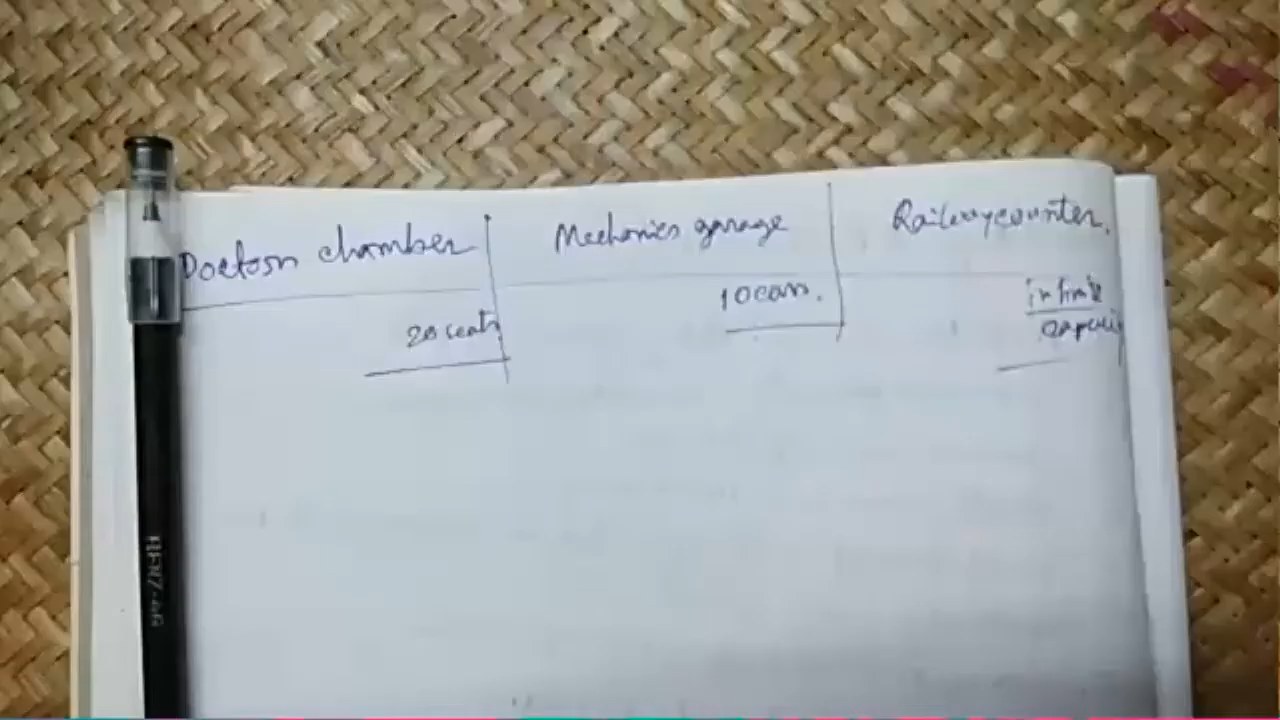 Doctors chamber
Mechanics garage
Railway counter.
20 seats
10 cars.
infinite
capacity